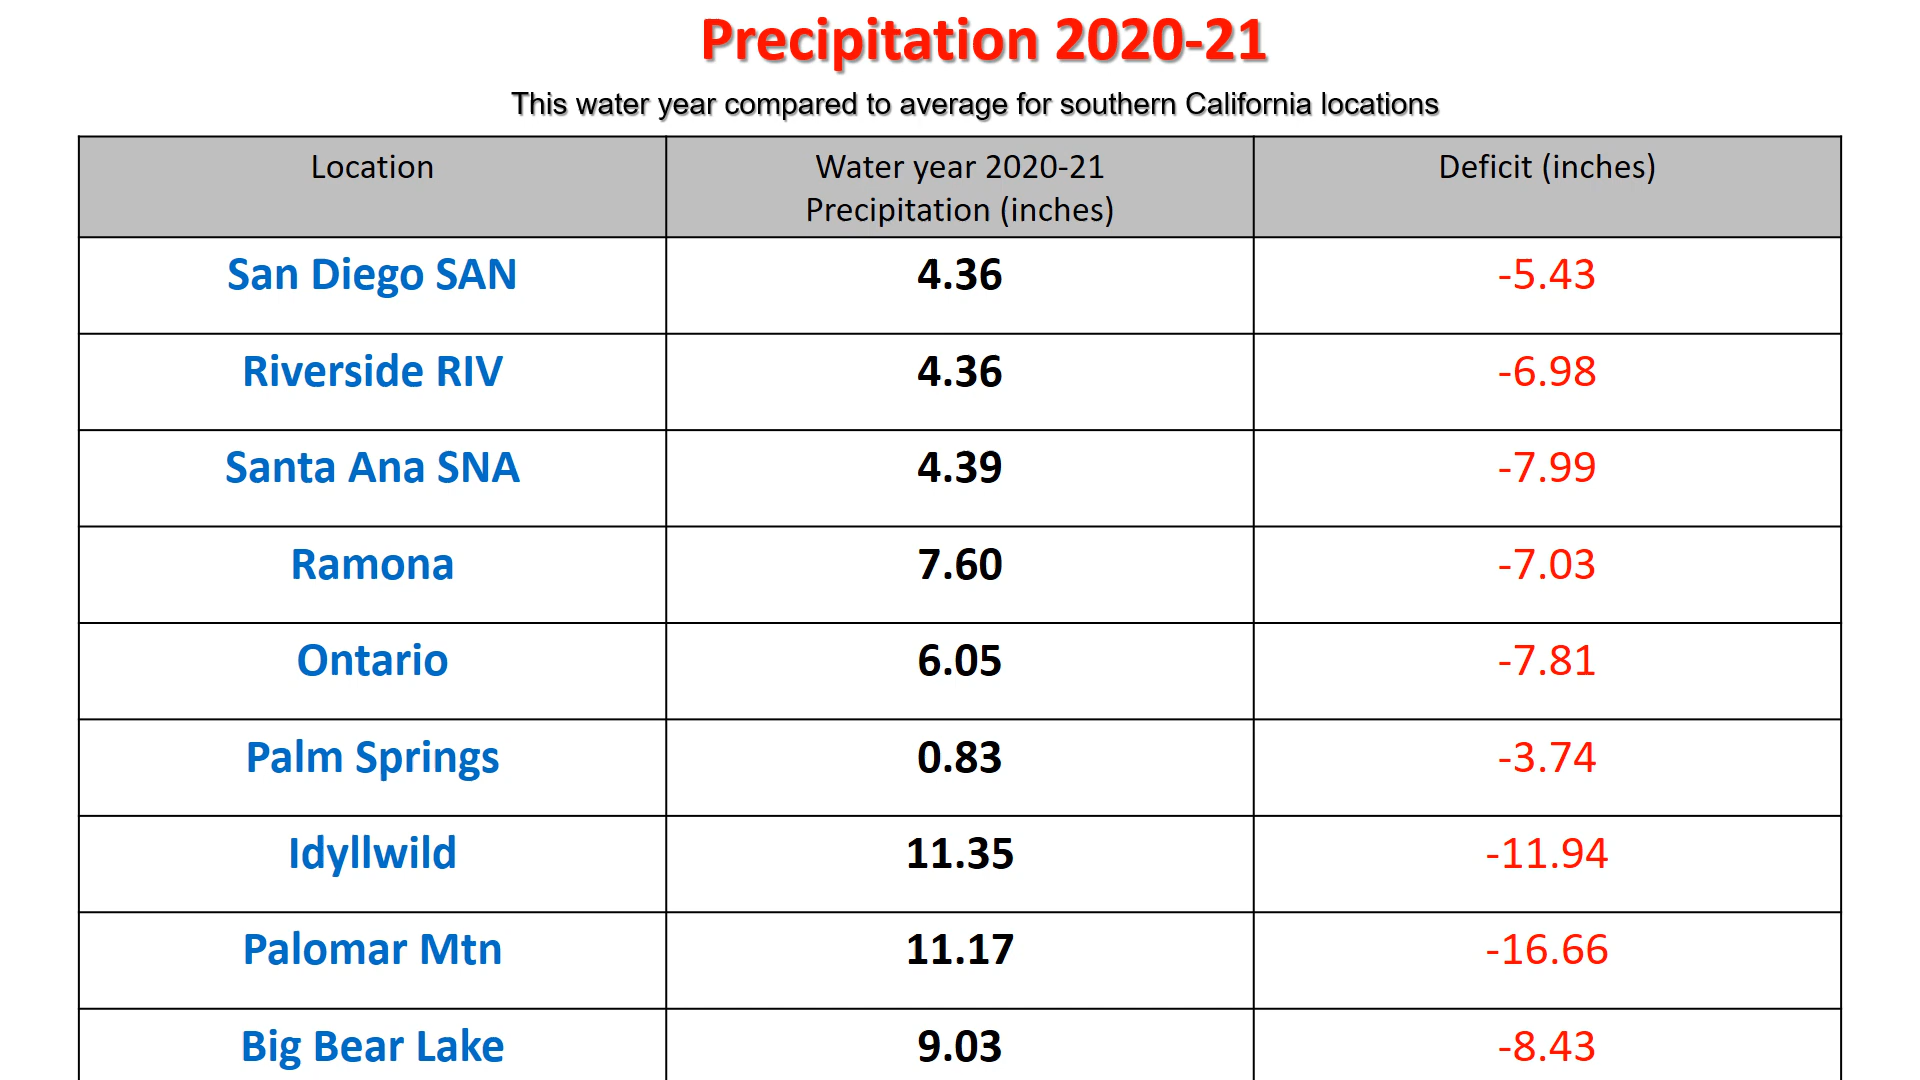 Precipitation 2020-21
This water year compared to average for southern California locations
Location Water year 2020-21 Precipitation (inches) Deficit (inches)
San Diego SAN 4.36 -5.43
Riverside RIV 4.36 -6.98
Santa Ana SNA 4.39 -7.99
Ramona 7.60 -7.03
Ontario 6.05 -7.81
Palm Springs 0.83 -3.74
Idyllwild 11.35 -11.94
Palomar Mtn 11.17 -16.66
Big Bear Lake 9.03 -8.43